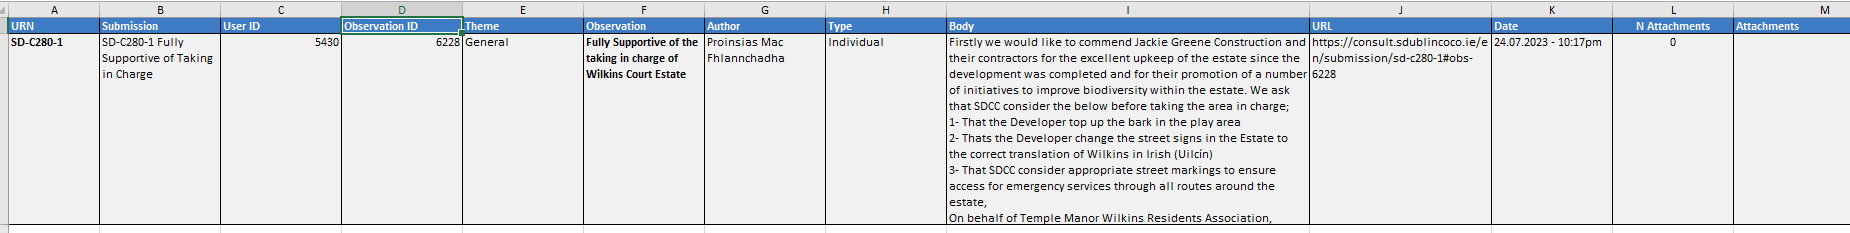 A B C D E F G H I J K L M
URN Submission User ID Observation ID Theme Observation Author Type Body URL Date N Attachments Attachments
SD-C280-1 SD-C280-1 Fully 5430 6228 General Fully Supportive of the Proinsias Mac Individual Firstly we would like to commend Jackie Greene Construction and https://consult.sdublincoco.ie/e 24.07.2023 - 10:17pm 0
Supportive of Taking taking in charge of Fhlannchadha their contractors for the excellent upkeep of the estate since the n/submission/sd-c280-1#obs-
in Charge Wilkins Court Estate development was completed and for their promotion of a number 6228
of initiatives to improve biodiversity within the estate. We ask
that SDCC consider the below before taking the area in charge;
1- That the Developer top up the bark in the play area
2- Thats the Developer change the street signs in the Estate to
the correct translation of Wilkins in Irish (Uilcín)
3- That SDCC consider appropriate street markings to ensure
access for emergency services through all routes around the
estate,
On behalf of Temple Manor Wilkins Residents Association,